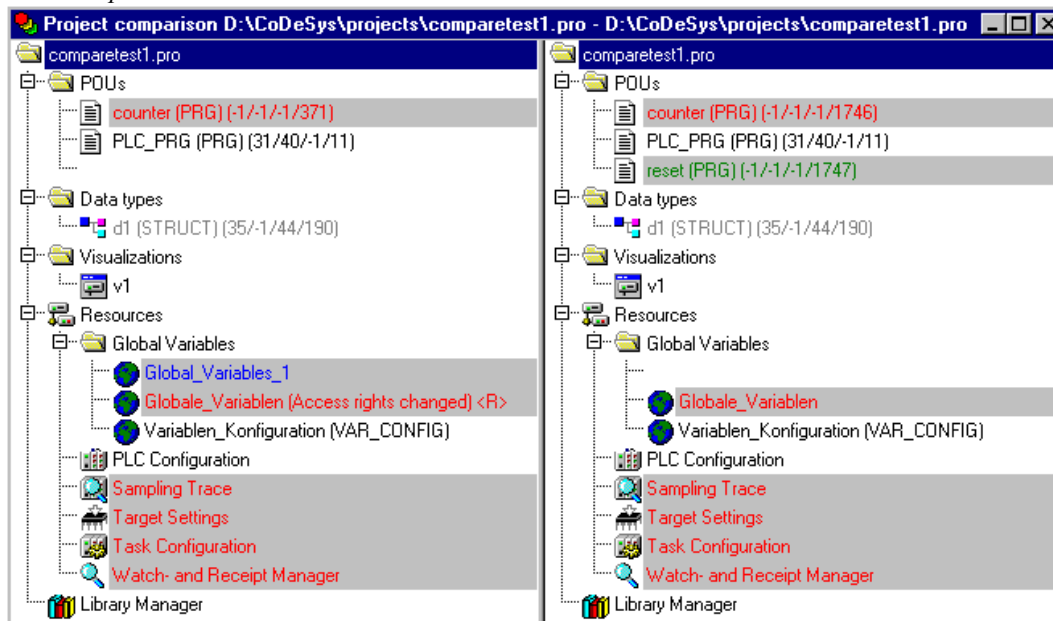 Project comparison D:\CoDeSys\projects\comparetest1.pro - D:\CoDeSys\projects\comparetest1.pro
comparetest1.pro
POUs
counter (PRG) (-1/-1/-1/371)
PLC_PRG (PRG) (31/40/-1/11)
Data types
d1 (STRUCT) (35/-1/44/190)
Visualizations
v1
Resources
Global Variables
Global_Variables_1
Globale_Variablen (Access rights changed) <R>
Variablen_Konfiguration (VAR_CONFIG)
PLC Configuration
Sampling Trace
Target Settings
Task Configuration
Watch- and Receipt Manager
Library Manager
comparetest1.pro
POUs
counter (PRG) (-1/-1/-1/1746)
PLC_PRG (PRG) (31/40/-1/11)
reset (PRG) (-1/-1/-1/1747)
Data types
d1 (STRUCT) (35/-1/44/190)
Visualizations
v1
Resources
Global Variables
Globale_Variablen
Variablen_Konfiguration (VAR_CONFIG)
PLC Configuration
Sampling Trace
Target Settings
Task Configuration
Watch- and Receipt Manager
Library Manager